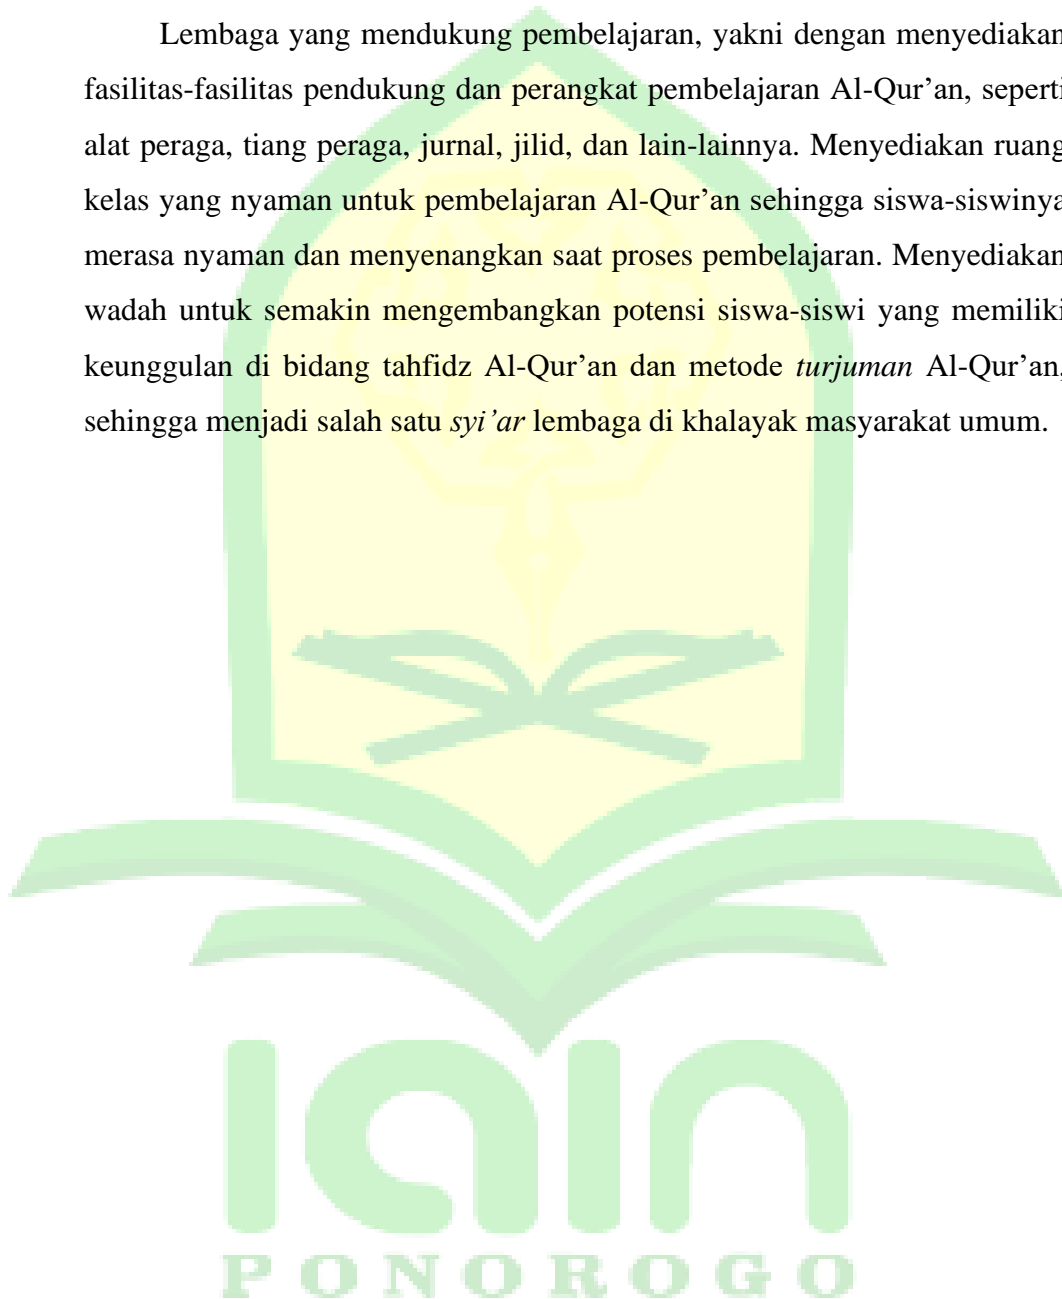 Lembaga yang mendukung pembelajaran, yakni dengan menyediakan
fasilitas-fasilitas pendukung dan perangkat pembelajaran Al-Qur’an, seperti
alat peraga, tiang peraga, jurnal, jilid, dan lain-lainnya. Menyediakan ruang
kelas yang nyaman untuk pembelajaran Al-Qur’an sehingga siswa-siswinya
merasa nyaman dan menyenangkan saat proses pembelajaran. Menyediakan
wadah untuk semakin mengembangkan potensi siswa-siswi yang memiliki
keunggulan di bidang tahfidz Al-Qur’an dan metode turjuman Al-Qur’an,
sehingga menjadi salah satu syi’ar lembaga di khalayak masyarakat umum.
IAIN
PONOROGO